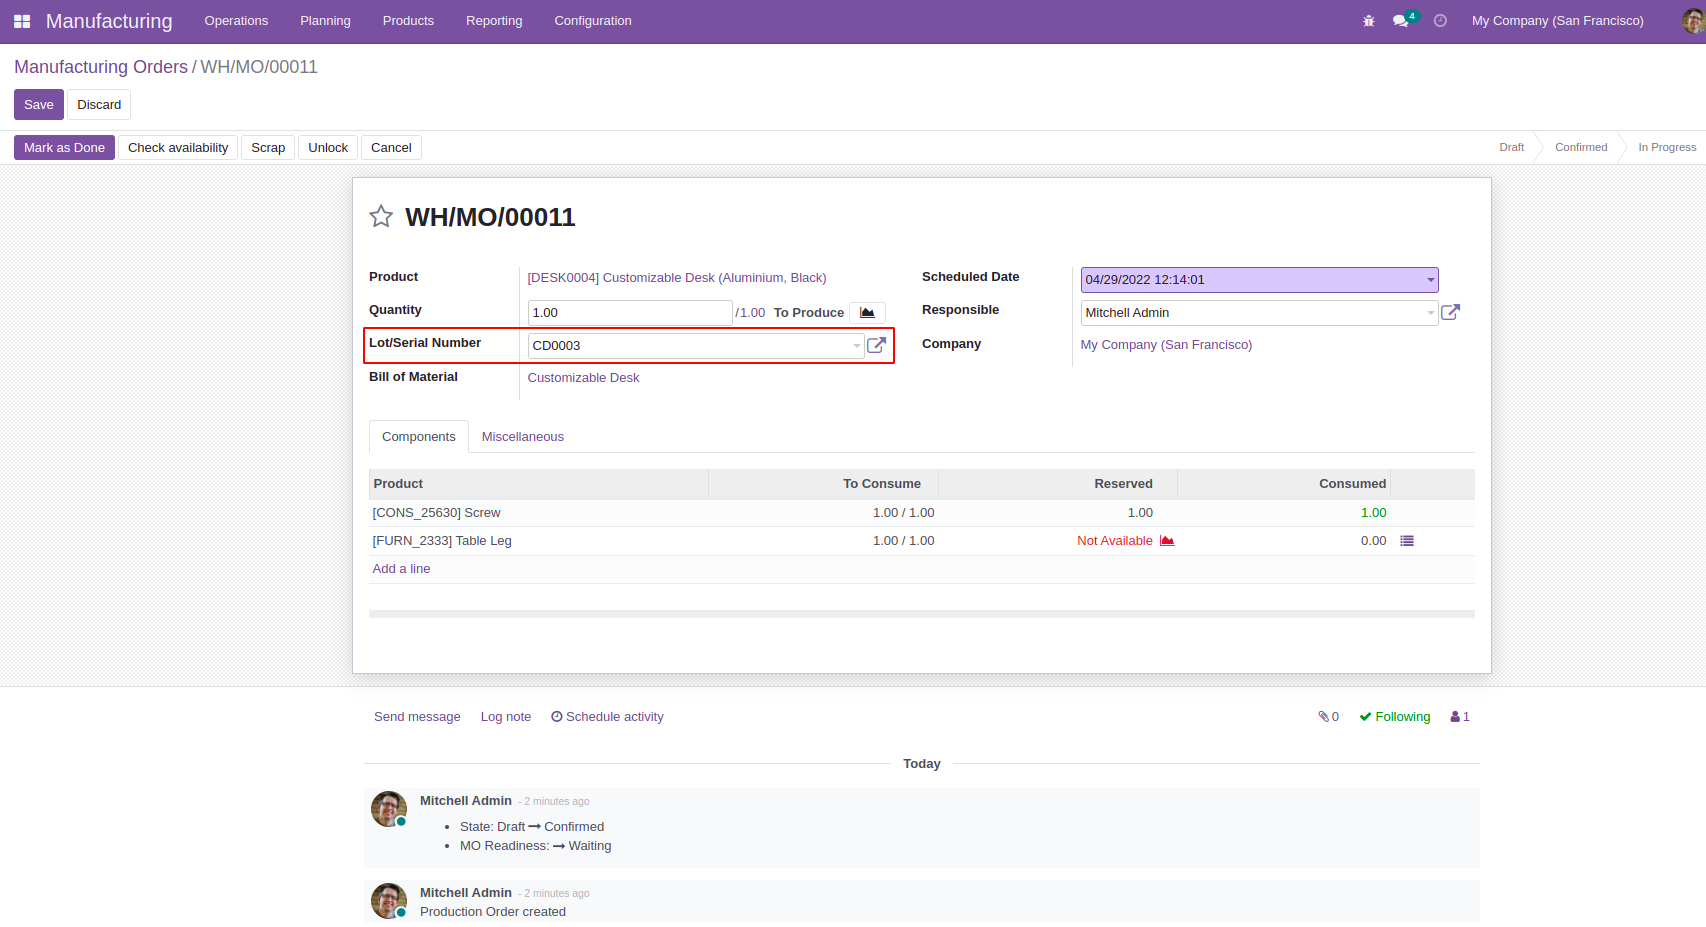 Manufacturing Operations Planning Products Reporting Configuration 4 My Company (San Francisco)
Manufacturing Orders / WH/MO/00011
Save Discard
Mark as Done Check availability Scrap Unlock Cancel Draft Confirmed In Progress
WH/MO/00011
Product [DESK0004] Customizable Desk (Aluminium, Black) Scheduled Date 04/29/2022 12:14:01
Quantity 1.00 / 1.00 To Produce Responsible Mitchell Admin
Lot/Serial Number CD0003 Company My Company (San Francisco)
Bill of Material Customizable Desk
Components Miscellaneous
Product To Consume Reserved Consumed
[CONS_25630] Screw 1.00 / 1.00 1.00 1.00
[FURN_2333] Table Leg 1.00 / 1.00 Not Available 0.00
Add a line
Send message Log note Schedule activity 0 Following 1
Today
Mitchell Admin - 2 minutes ago
• State: Draft → Confirmed
• MO Readiness: → Waiting
Mitchell Admin - 2 minutes ago
Production Order created